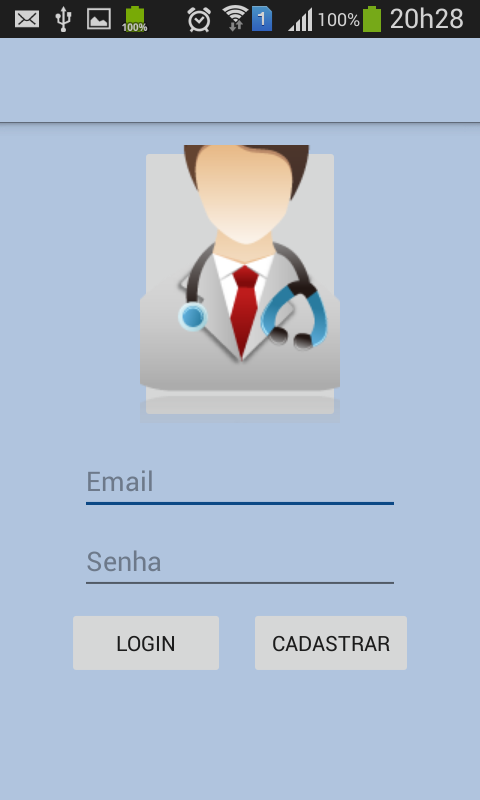 100% 1 100% 20h28
Email
Senha
LOGIN CADASTRAR